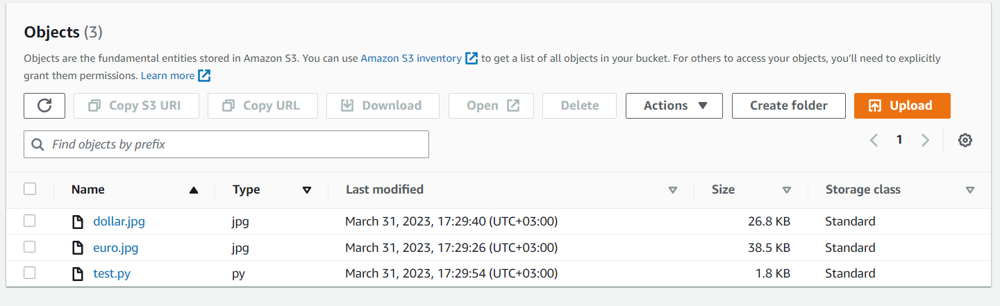 Objects (3)
Objects are the fundamental entities stored in Amazon S3. You can use Amazon S3 inventory to get a list of all objects in your bucket. For others to access your objects, you’ll need to explicitly
grant them permissions. Learn more
Copy S3 URI Copy URL Download Open Delete Actions Create folder Upload
Find objects by prefix 1
Name Type Last modified Size Storage class
dollar.jpg jpg March 31, 2023, 17:29:40 (UTC+03:00) 26.8 KB Standard
euro.jpg jpg March 31, 2023, 17:29:26 (UTC+03:00) 38.5 KB Standard
test.py py March 31, 2023, 17:29:54 (UTC+03:00) 1.8 KB Standard